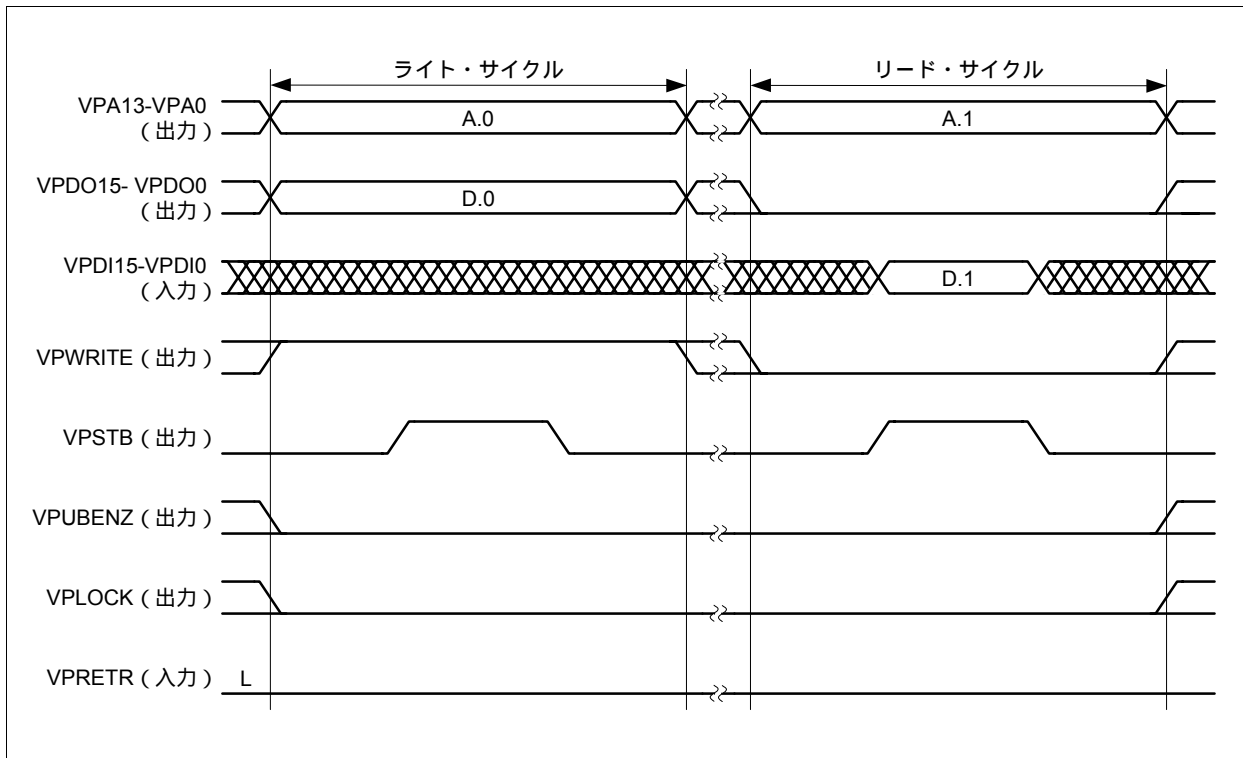 ライト・サイクル リード・サイクル
VPA13-VPA0
(出力)
A.0 A.1
VPDO15- VPDO0
(出力)
D.0
VPDI15-VPDI0
(入力)
D.1
VPWRITE(出力)
VPSTB(出力)
VPUBENZ(出力)
VPLOCK(出力)
VPRETR(入力) L